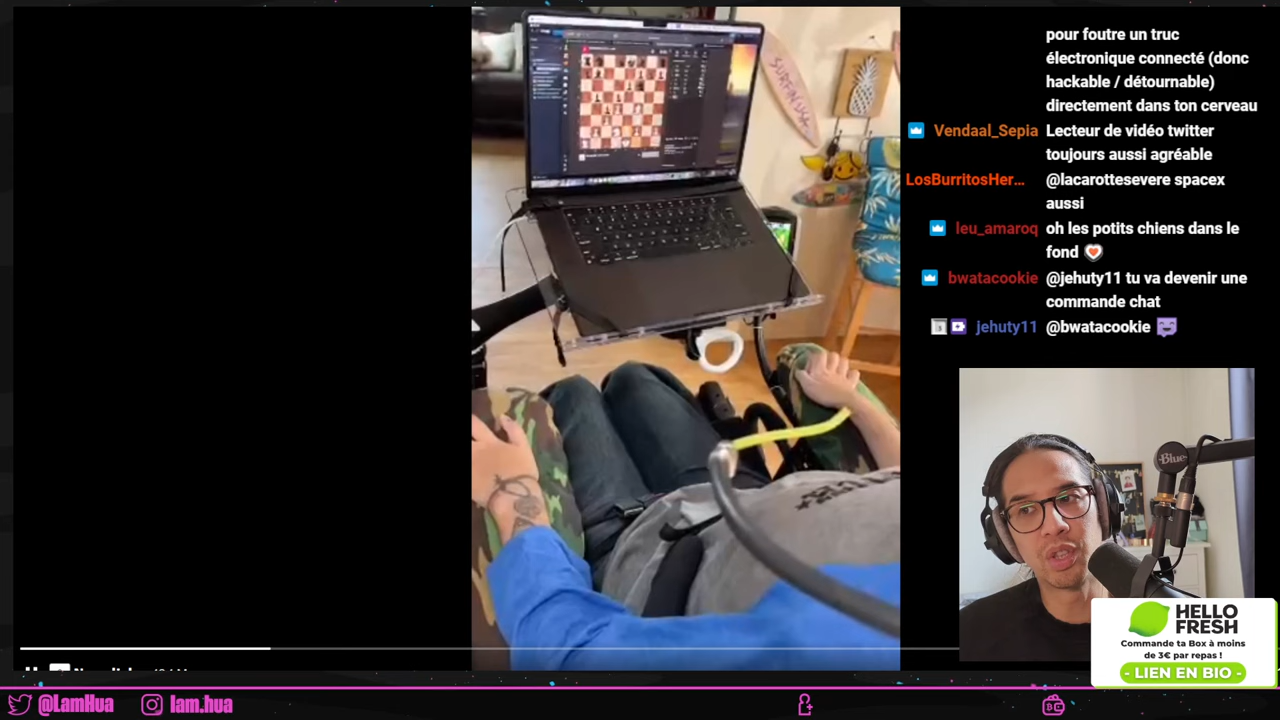 pour foutre un truc
électronique connecté (donc
hackable / détournable)
directement dans ton cerveau
Vendaal_Sepia Lecteur de vidéo twitter
toujours aussi agréable
LosBurritosHer... @lacarottesevere spacex
aussi
leu_amaroq oh les potits chiens dans le
fond
bwatacookie @jehuty11 tu va devenir une
commande chat
jehuty11 @bwatacookie
SURFIN USA
Blue
HELLO
FRESH
Commande ta Box à moins
de 3€ par repas !
- LIEN EN BIO -
@LamHua lam.hua